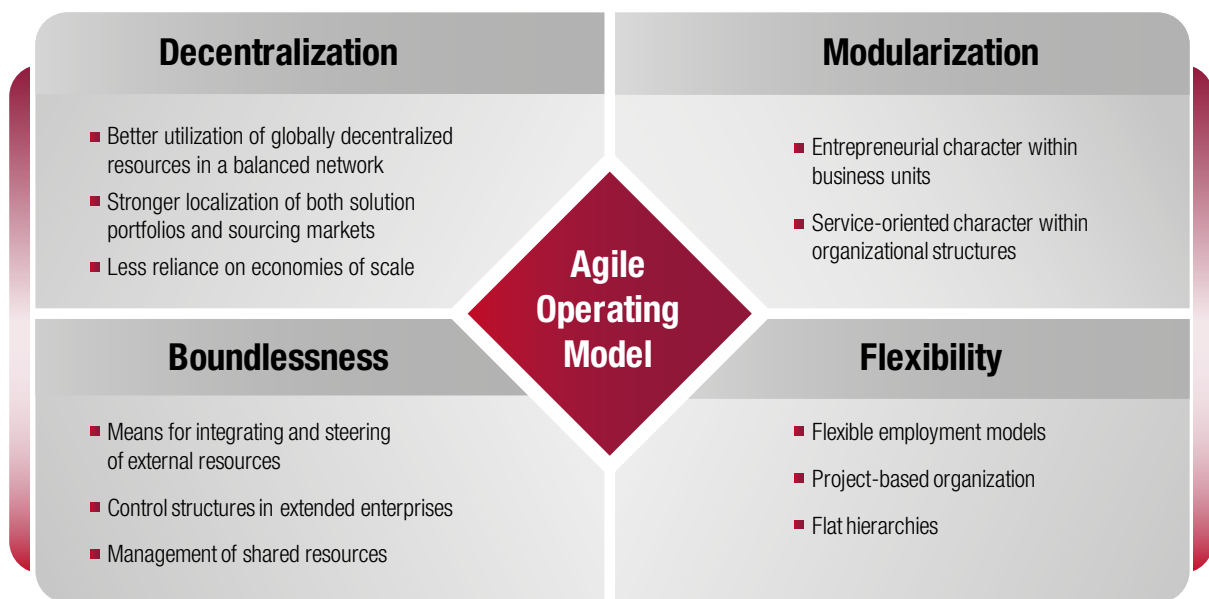 Decentralization
Better utilization of globally decentralized
resources in a balanced network
Stronger localization of both solution
portfolios and sourcing markets
Less reliance on economies of scale
Modularization
Entrepreneurial character within
business units
Service-oriented character within
organizational structures
Agile
Operating
Model
Boundlessness
Means for integrating and steering
of external resources
Control structures in extended enterprises
Management of shared resources
Flexibility
Flexible employment models
Project-based organization
Flat hierarchies